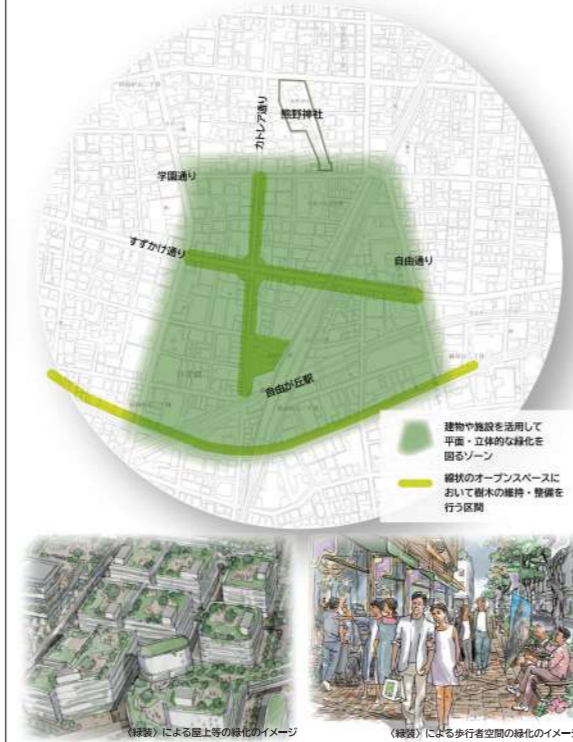 熊野神社
カトレア通り
学園通り
すずかけ通り
自由通り
自由が丘駅
建物や施設を活用して
平面・立体的な緑化を
図るゾーン
線状のオープンスペースに
おいて樹木の維持・整備を
行う区間
〈緑装〉による屋上等の緑化のイメージ
〈緑装〉による歩行者空間の緑化のイメージ